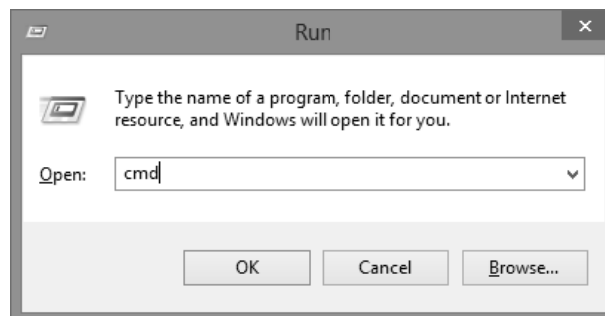 Run
Type the name of a program, folder, document or Internet
resource, and Windows will open it for you.
Open: cmd
OK Cancel Browse...